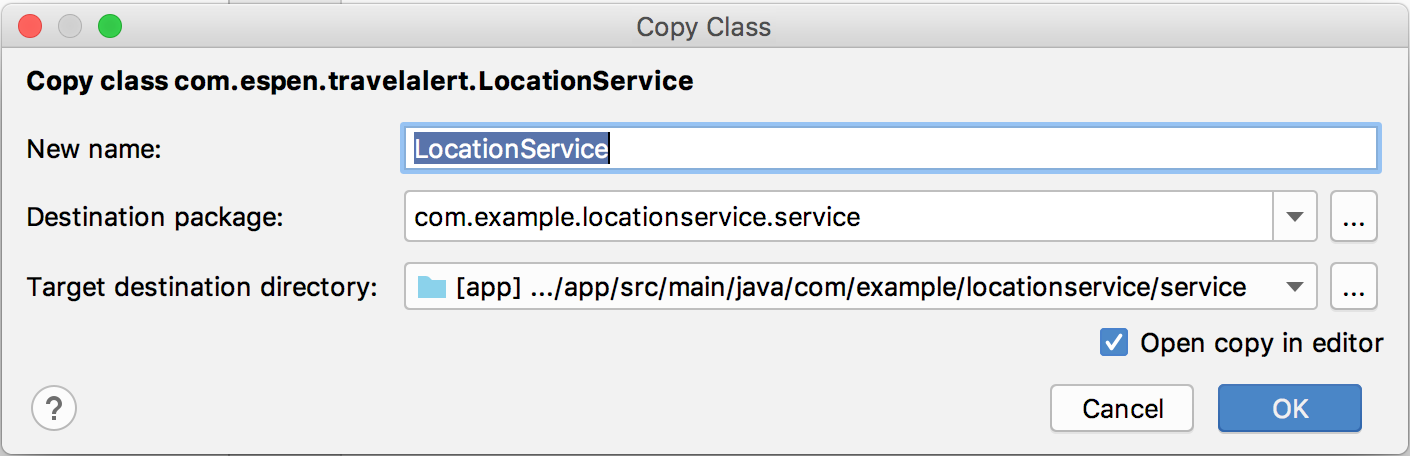 Copy Class
Copy class com.espen.travelalert.LocationService
New name: LocationService
Destination package: com.example.locationservice.service ...
Target destination directory: [app] .../app/src/main/java/com/example/locationservice/service ...
Open copy in editor
? Cancel OK